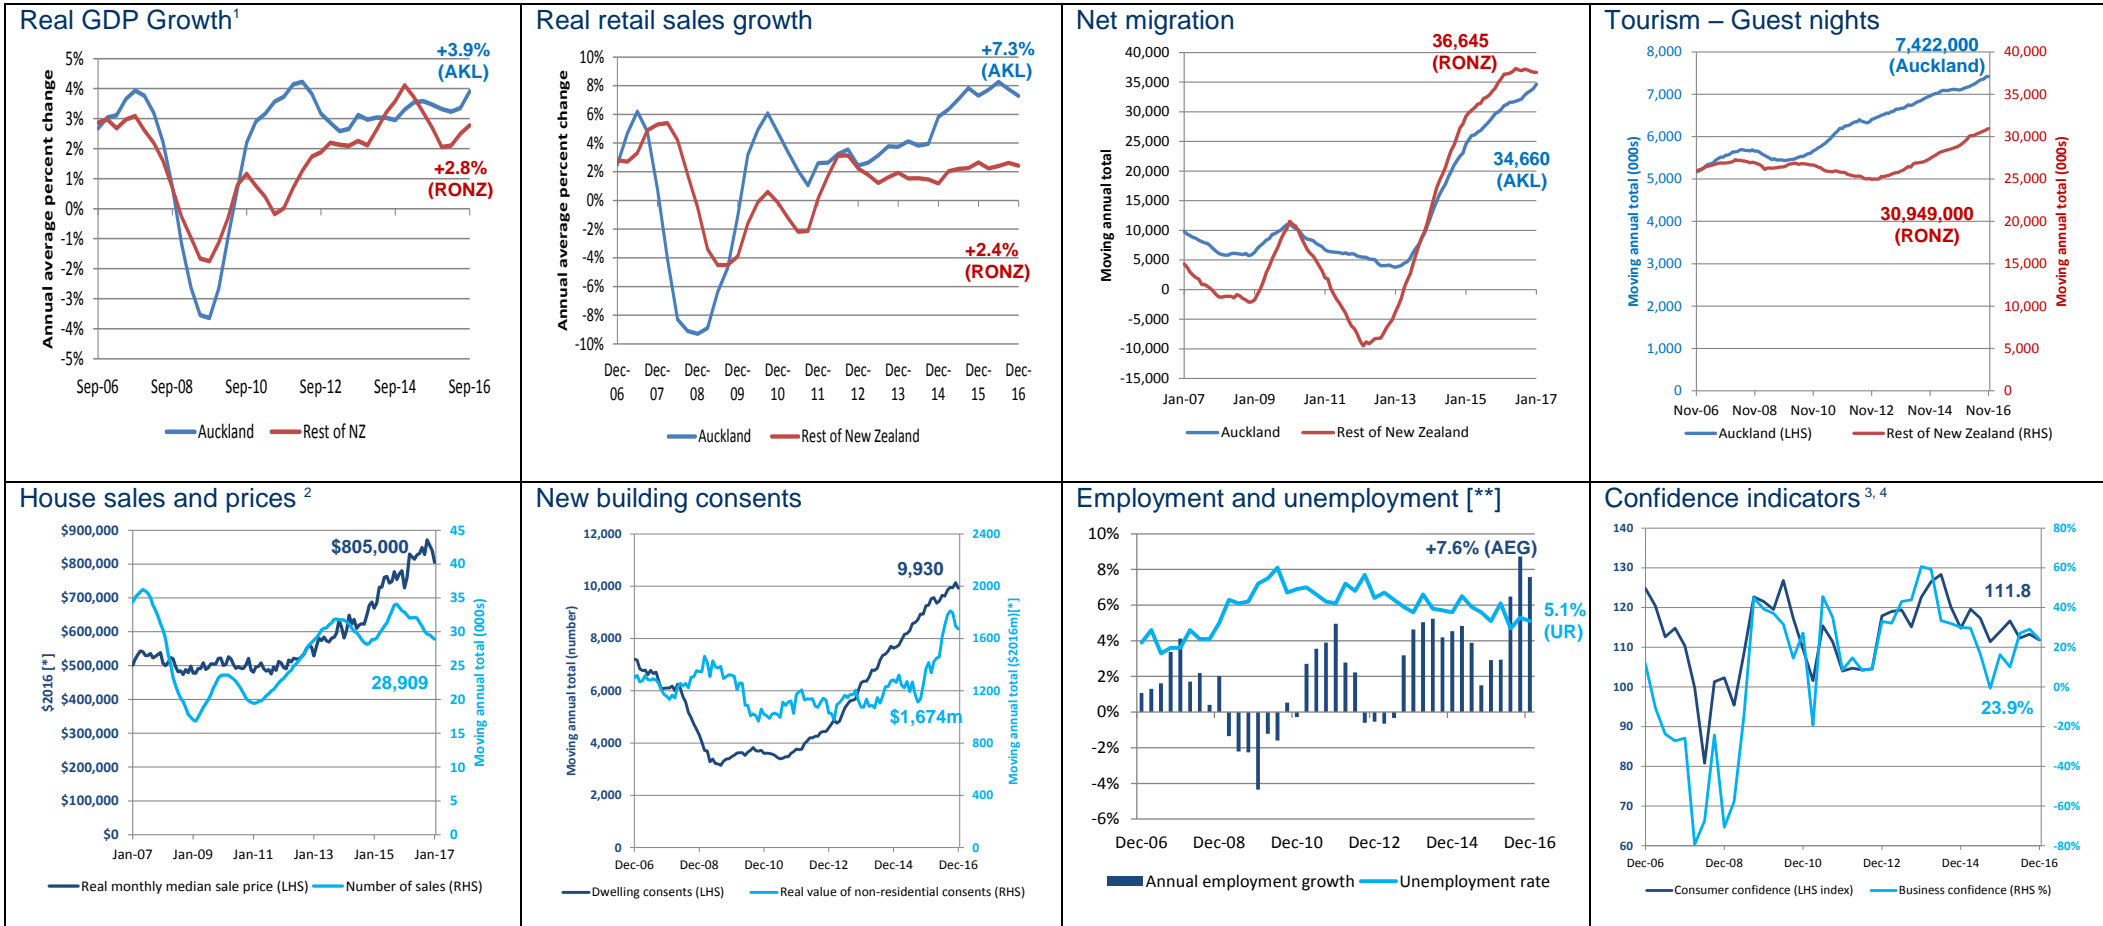 Real GDP Growth1
+3.9%
(AKL)
Annual average percent change
5%
4%
3%
2%
1%
0%
-1%
-2%
-3%
-4%
-5%
+2.8%
(RONZ)
Sep-06 Sep-08 Sep-10 Sep-12 Sep-14 Sep-16
Auckland Rest of NZ
Real retail sales growth
+7.3%
(AKL)
Annual average percent change
10%
8%
6%
4%
2%
0%
-2%
-4%
-6%
-8%
-10%
+2.4%
(RONZ)
Dec- Dec- Dec- Dec- Dec- Dec- Dec- Dec- Dec- Dec- Dec-
06 07 08 09 10 11 12 13 14 15 16
Auckland Rest of New Zealand
Net migration
36,645
(RONZ)
Moving annual total
40,000
35,000
30,000
25,000
20,000
15,000
10,000
5,000
0
-5,000
-10,000
-15,000
34,660
(AKL)
Jan-07 Jan-09 Jan-11 Jan-13 Jan-15 Jan-17
Auckland Rest of New Zealand
Tourism – Guest nights
7,422,000
(Auckland)
Moving annual total (000s)
8,000
7,000
6,000
5,000
4,000
3,000
2,000
1,000
0
30,949,000
(RONZ)
40,000
35,000
30,000
25,000
20,000
15,000
10,000
5,000
0
Moving annual total (000s)
Nov-06 Nov-08 Nov-10 Nov-12 Nov-14 Nov-16
Auckland (LHS) Rest of New Zealand (RHS)
House sales and prices 2
$2016 [*]
$900,000
$800,000
$700,000
$600,000
$500,000
$400,000
$300,000
$200,000
$100,000
$0
$805,000
28,909
45
40
35
30
25
20
15
10
5
0
Moving annual total (000s)
Jan-07 Jan-09 Jan-11 Jan-13 Jan-15 Jan-17
Real monthly median sale price (LHS) Number of sales (RHS)
New building consents
Moving annual total (number)
12,000
10,000
8,000
6,000
4,000
2,000
0
9,930
$1,674m
2400
2000
1600
1200
800
400
0
Moving annual total ($2016m)[*]
Dec-06 Dec-08 Dec-10 Dec-12 Dec-14 Dec-16
Dwelling consents (LHS) Real value of non-residential consents (RHS)
Employment and unemployment [**]
10%
8%
6%
4%
2%
0%
-2%
-4%
-6%
+7.6% (AEG)
5.1%
(UR)
Dec-06 Dec-08 Dec-10 Dec-12 Dec-14 Dec-16
Annual employment growth Unemployment rate
Confidence indicators 3, 4
140
130
120
110
100
90
80
70
60
111.8
23.9%
80%
60%
40%
20%
0%
-20%
-40%
-60%
-80%
Dec-06 Dec-08 Dec-10 Dec-12 Dec-14 Dec-16
Consumer confidence (LHS index) Business confidence (RHS %)